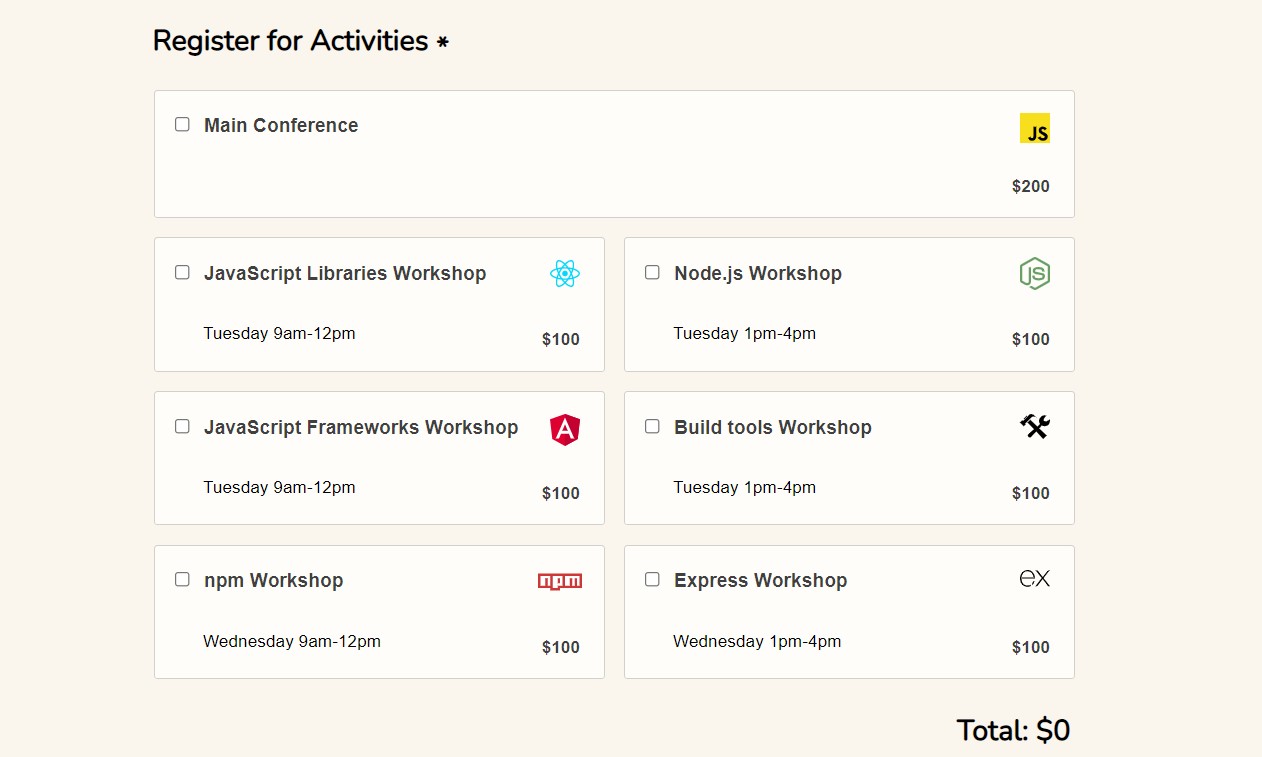 Register for Activities *
Main Conference
JS
$200
JavaScript Libraries Workshop
Tuesday 9am-12pm
$100
Node.js Workshop
JS
Tuesday 1pm-4pm
$100
JavaScript Frameworks Workshop
A
Tuesday 9am-12pm
$100
Build tools Workshop
Tuesday 1pm-4pm
$100
npm Workshop
npm
Wednesday 9am-12pm
$100
Express Workshop
ex
Wednesday 1pm-4pm
$100
Total: $0